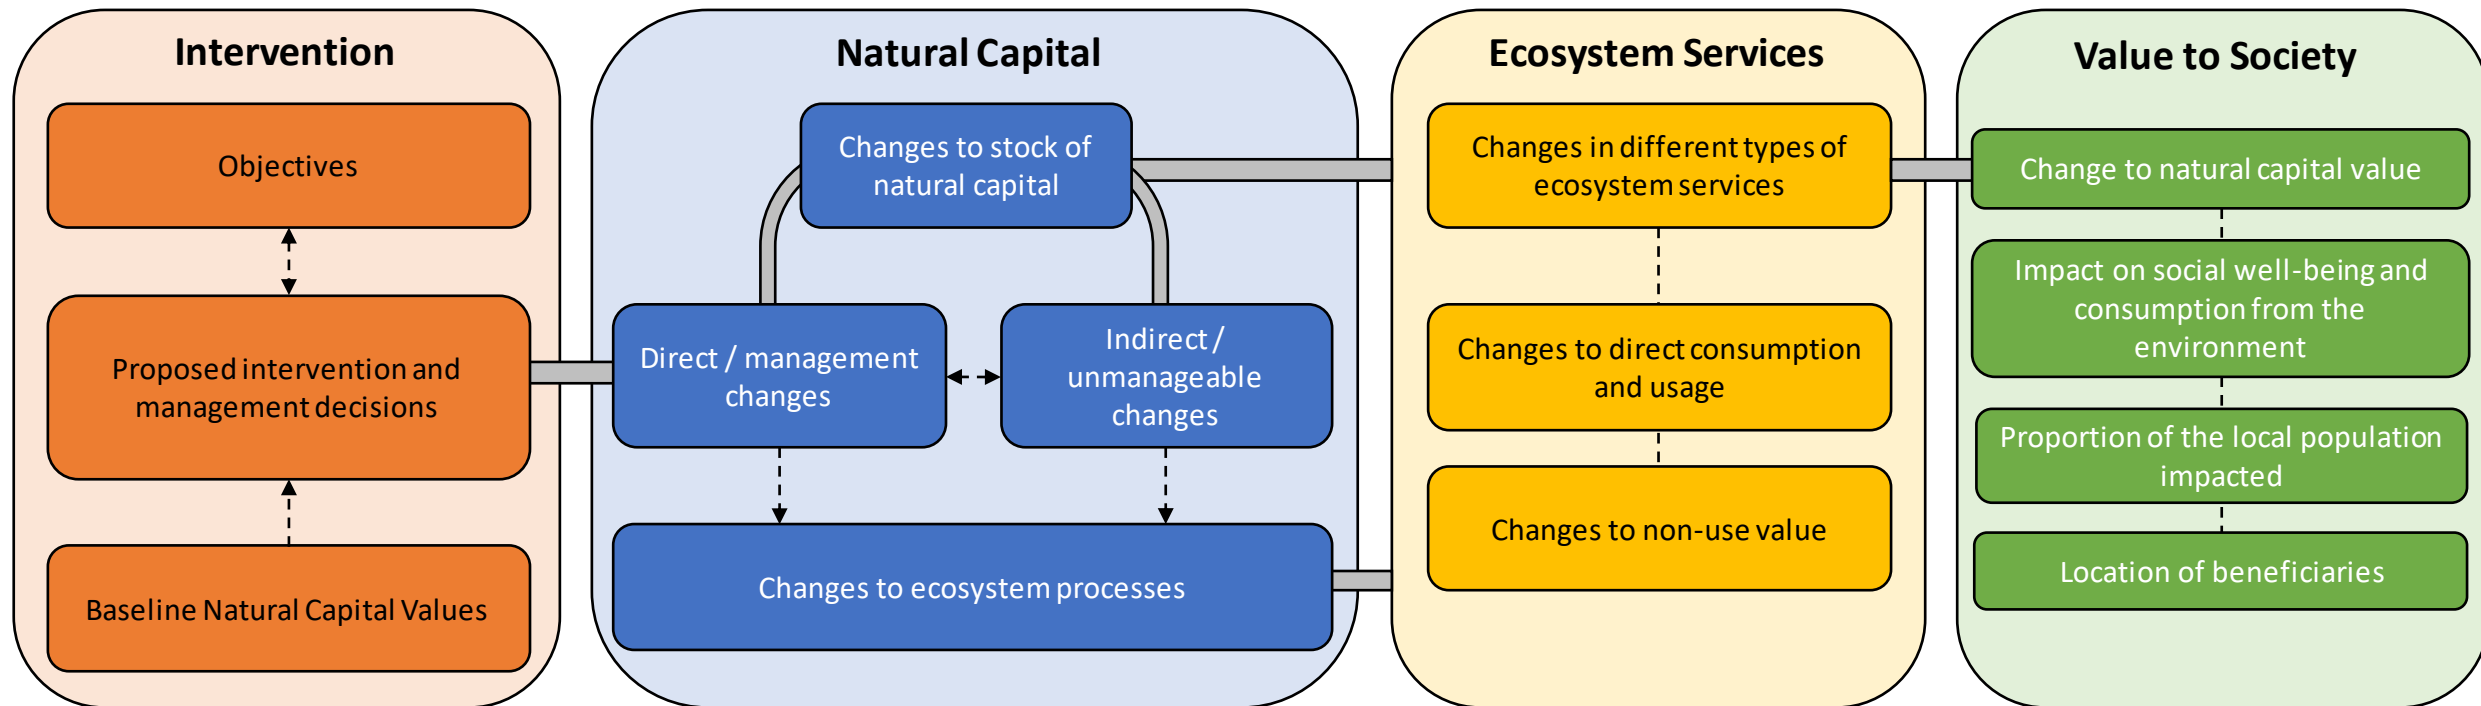 Intervention
Objectives
Proposed intervention and
management decisions
Baseline Natural Capital Values
Natural Capital
Changes to stock of
natural capital
Direct / management
changes
Indirect /
unmanageable
changes
Changes to ecosystem processes
Ecosystem Services
Changes in different types of
ecosystem services
Changes to direct consumption
and usage
Changes to non-use value
Value to Society
Change to natural capital value
Impact on social well-being and
consumption from the
environment
Proportion of the local population
impacted
Location of beneficiaries